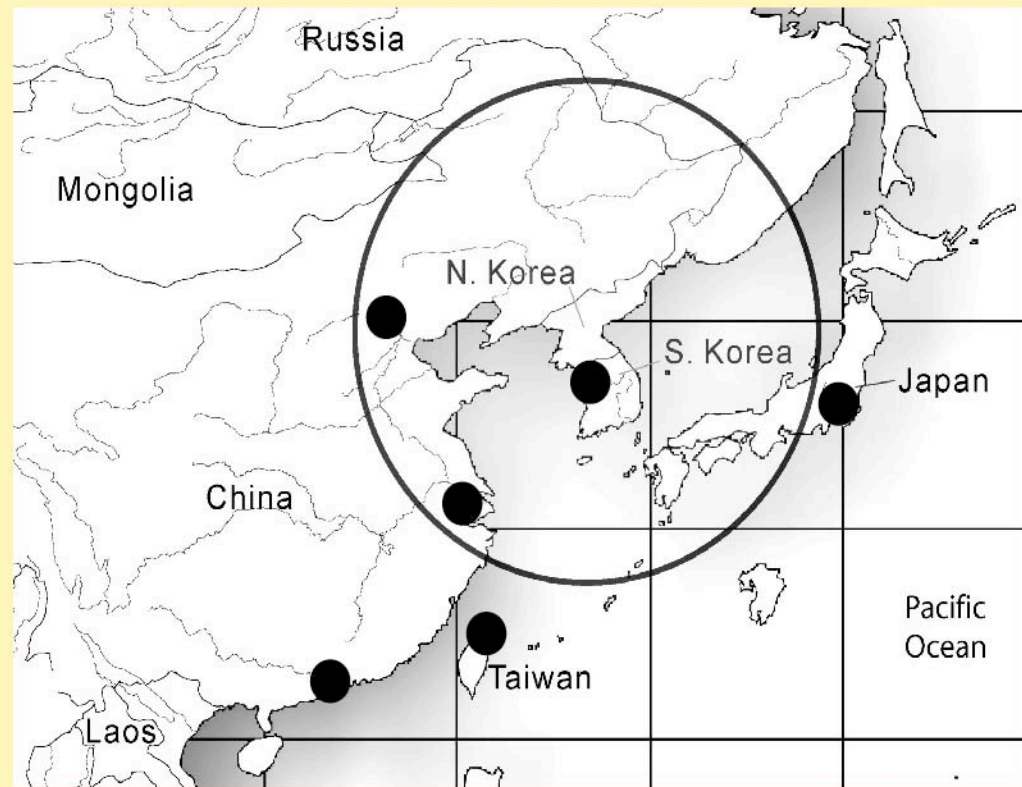 Russia
Mongolia
N. Korea
S. Korea
Japan
China
Pacific
Ocean
Taiwan
Laos